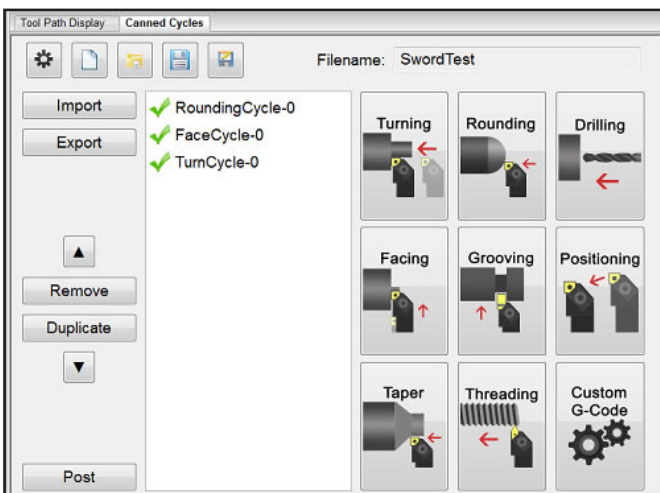 Tool Path Display Canned Cycles
Filename: SwordTest
Import
Export
Remove
Duplicate
Post
RoundingCycle-0
FaceCycle-0
TurnCycle-0
Turning Rounding Drilling
Facing Grooving Positioning
Taper Threading Custom
G-Code